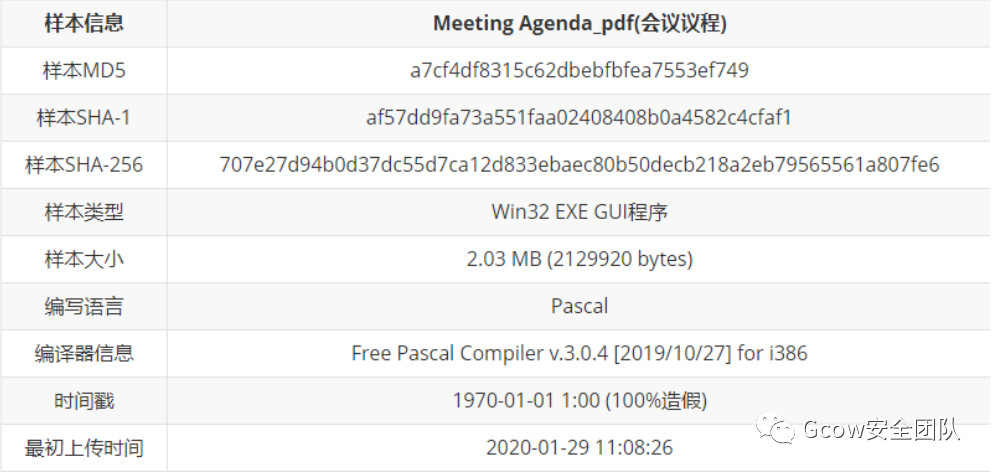 样本信息 Meeting Agenda_pdf(会议议程)
样本MD5 a7cf4df8315c62dbebfbfea7553ef749
样本SHA-1 af57dd9fa73a551faa02408408b0a4582c4cfaf1
样本SHA-256 707e27d94b0d37dc55d7ca12d833ebaec80b50decb218a2eb79565561a807fe6
样本类型 Win32 EXE GUI程序
样本大小 2.03 MB (2129920 bytes)
编写语言 Pascal
编译器信息 Free Pascal Compiler v.3.0.4 [2019/10/27] for i386
时间戳 1970-01-01 1:00 (100%造假)
最初上传时间 2020-01-29 11:08:26
Gcow安全团队